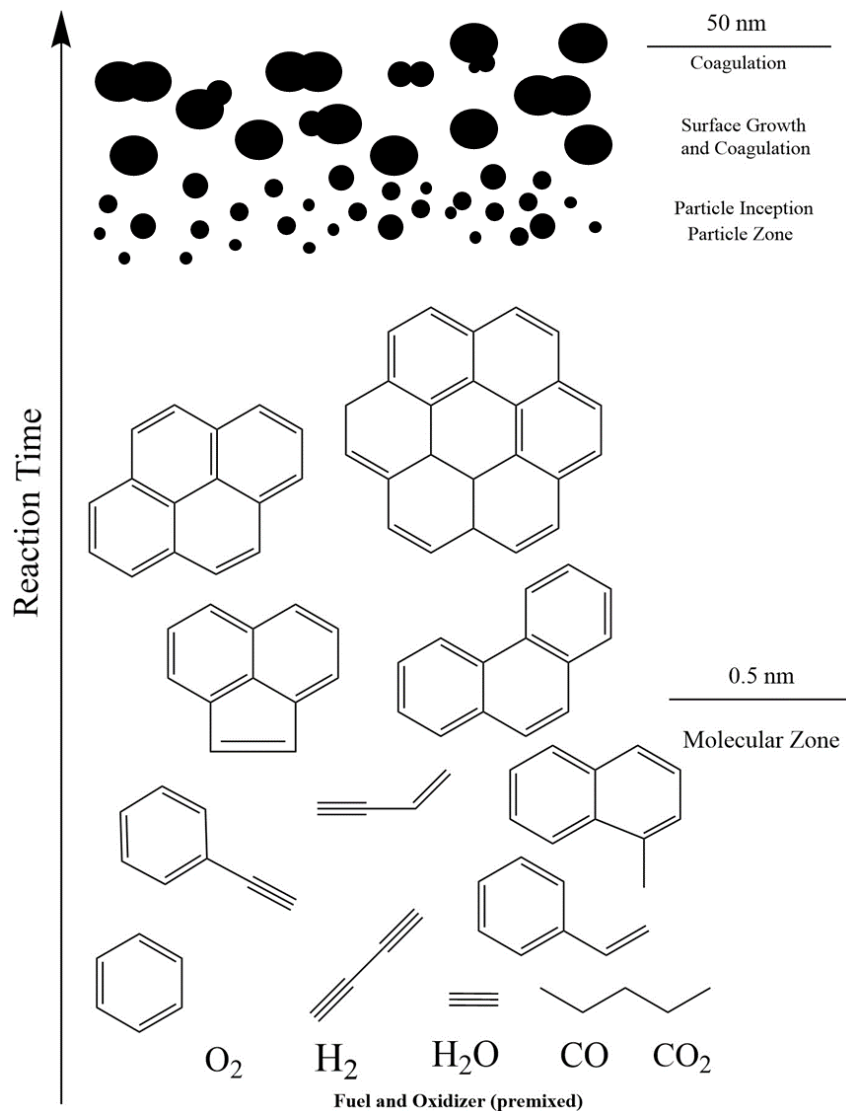 50 nm
Coagulation
Surface Growth
and Coagulation
Particle Inception
Particle Zone
Reaction Time
0.5 nm
Molecular Zone
O2 H2 H2O CO CO2
Fuel and Oxidizer (premixed)